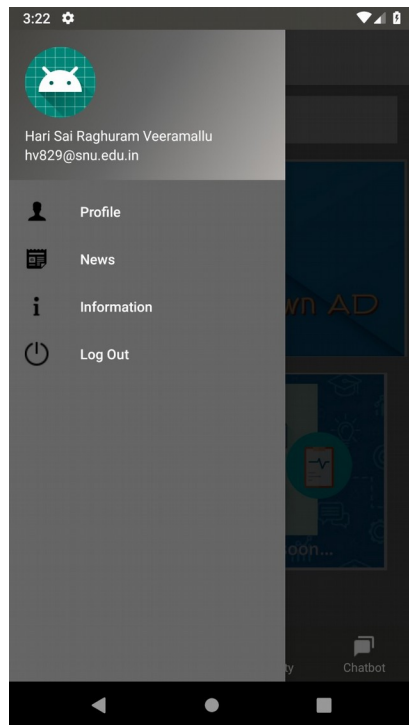 3:22
Hari Sai Raghuram Veeramallu
hv829@snu.edu.in
Profile
News
Information
Log Out
wn AD
oon...
ty
Chatbot